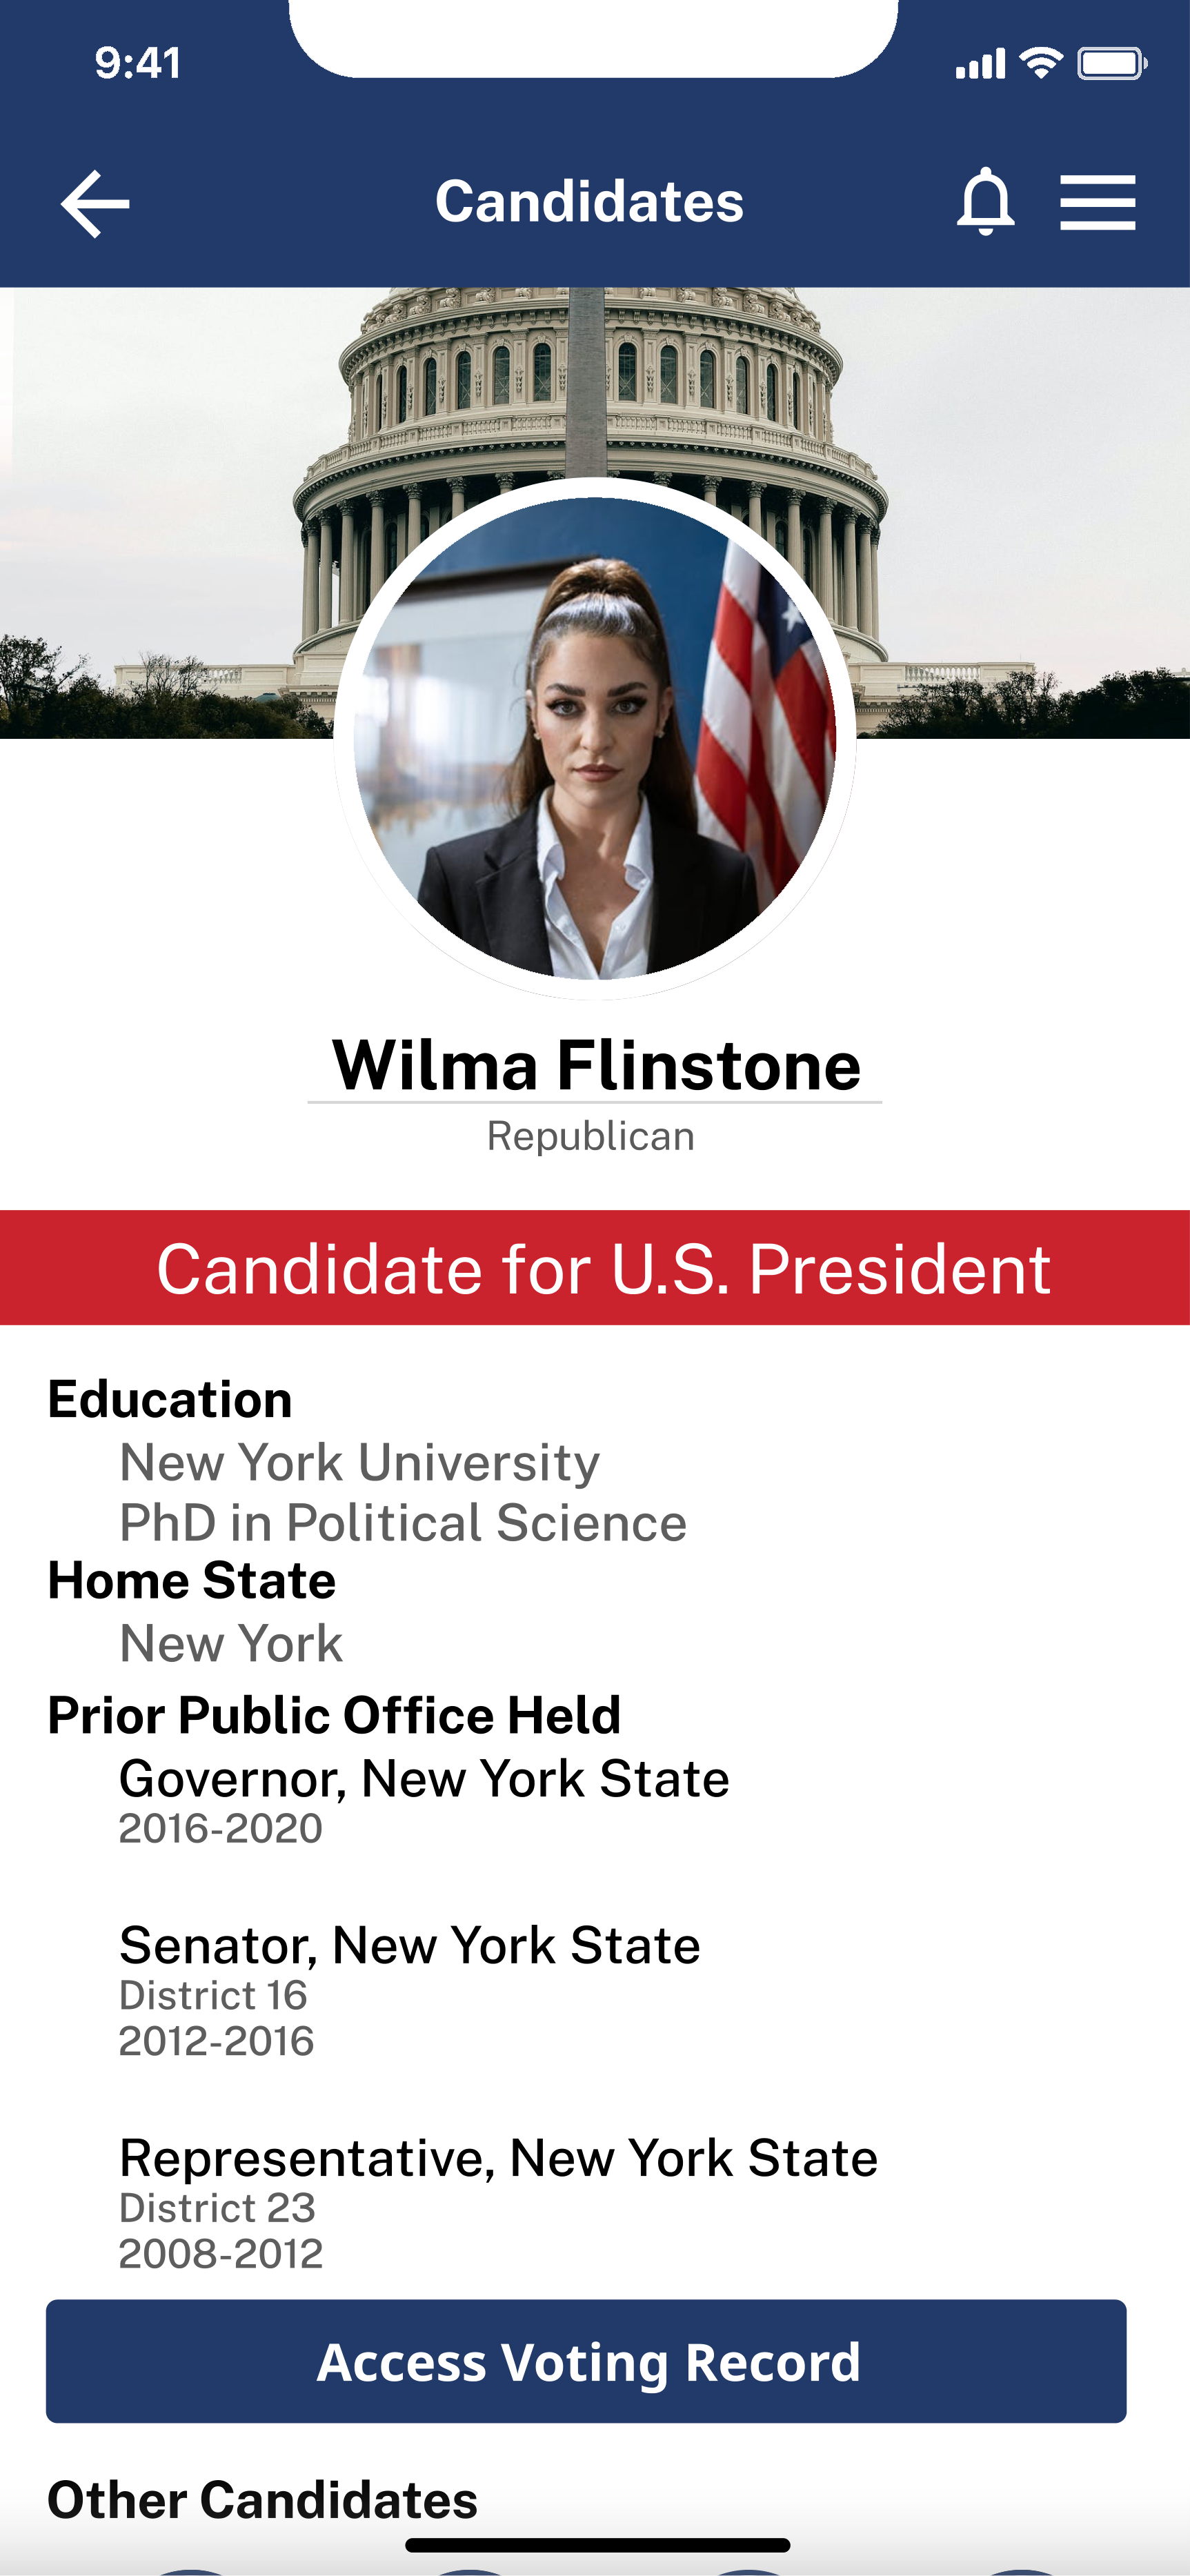 9:41
Candidates
Wilma Flinstone
Republican
Candidate for U.S. President
Education
New York University
PhD in Political Science
Home State
New York
Prior Public Office Held
Governor, New York State
2016-2020
Senator, New York State
District 16
2012-2016
Representative, New York State
District 23
2008-2012
Access Voting Record
Other Candidates